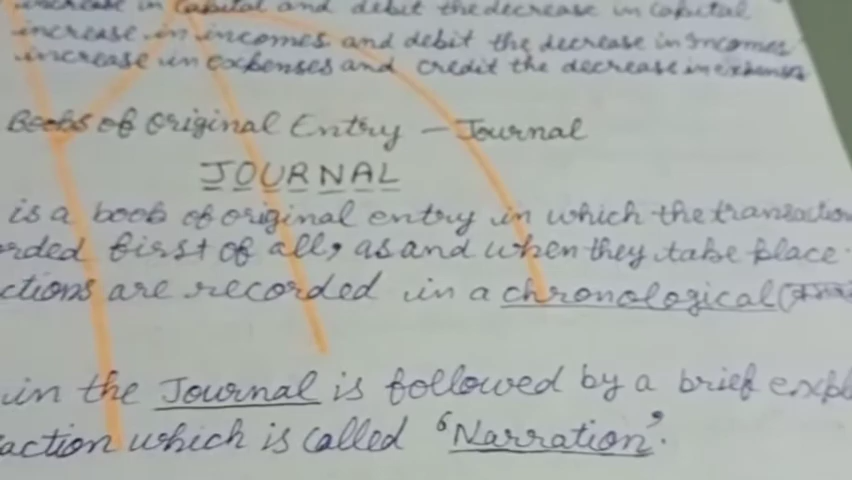 increase in Capital and debit the decrease in Capital
increase in incomes and debit the decrease in Incomes
increase in expenses and credit the decrease in expenses
Books of Original Entry - Journal
JOURNAL
is a book of original entry in which the transaction
rded first of all, as and when they take place.
ctions are recorded in a chronological (
in the Journal is followed by a brief expl
action which is called 'Narration'.